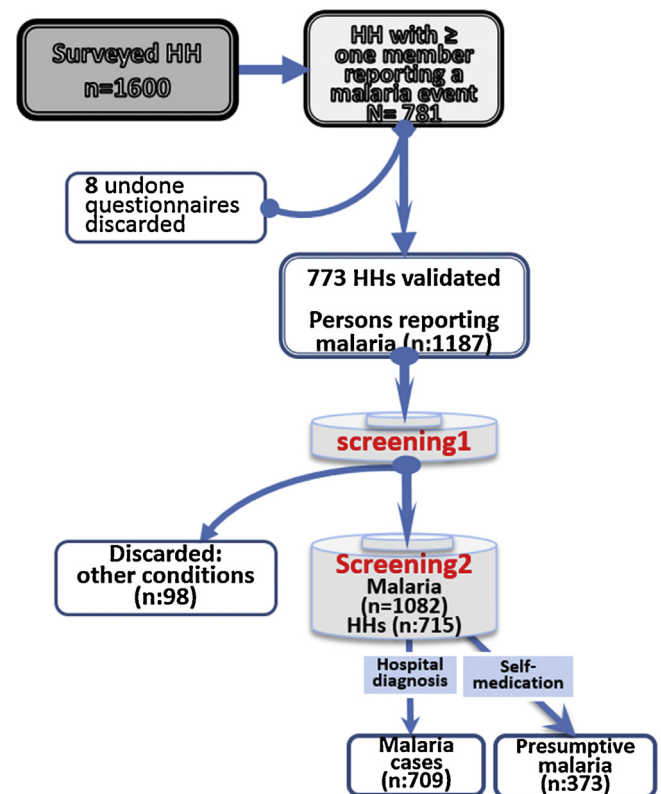 Surveyed HH
n=1600
HH with ≥
one member
reporting a
malaria event
N= 781
8 undone
questionnaires
discarded
773 HHs validated
Persons reporting
malaria (n:1187)
screening1
Discarded:
other conditions
(n:98)
Screening2
Malaria
(n=1082)
HHs (n:715)
Hospital
diagnosis
Self-
medication
Malaria
cases
(n:709)
Presumptive
malaria
(n:373)